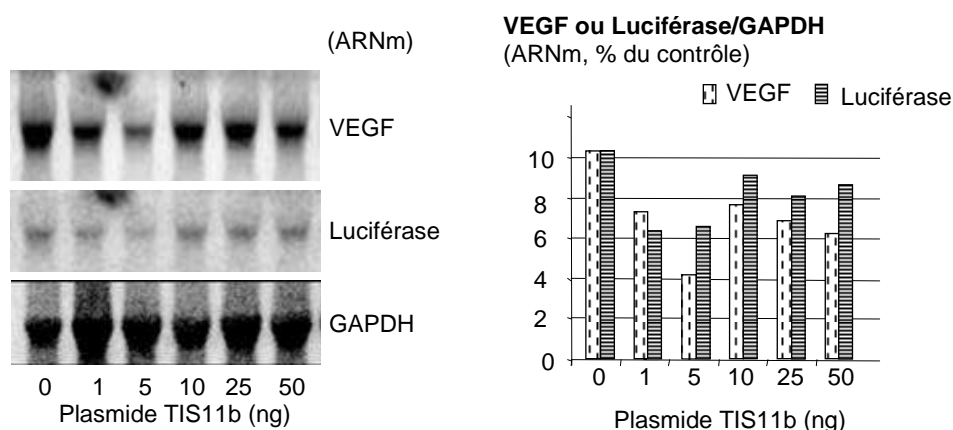 (ARNm)
VEGF
Luciférase
GAPDH
0 1 5 10 25 50
Plasmide TIS11b (ng)
VEGF ou Luciférase/GAPDH
(ARNm, % du contrôle)
VEGF Luciférase
10
8
6
4
2
0
0 1 5 10 25 50
Plasmide TIS11b (ng)